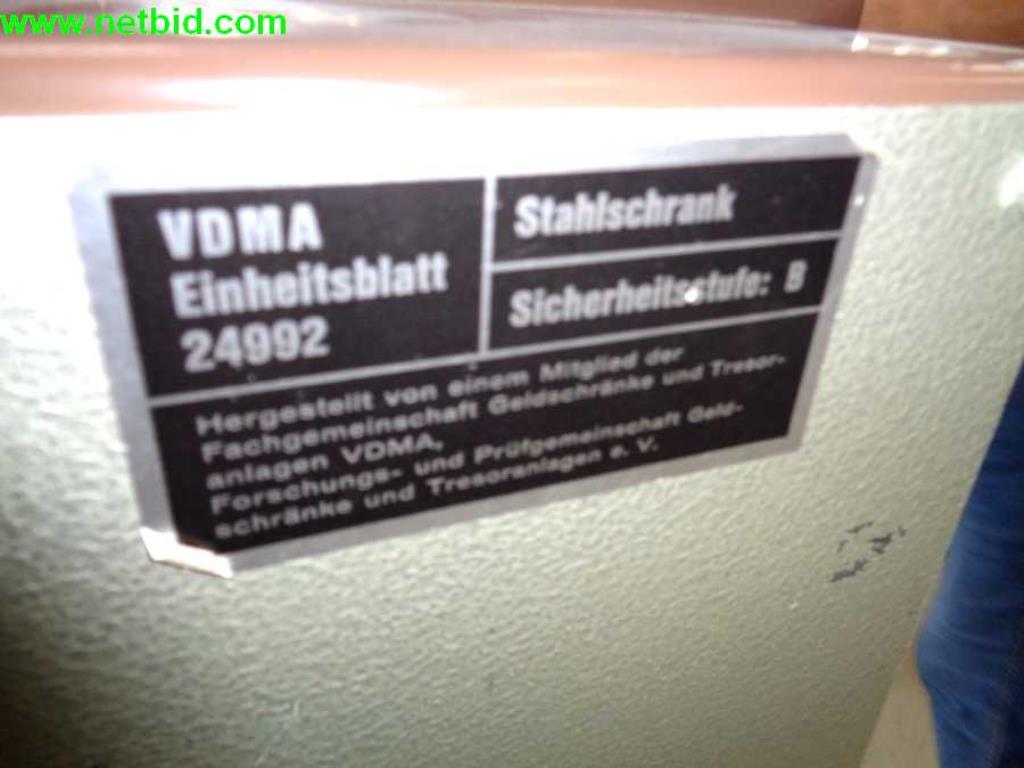 www.netbid.com
VDMA
Einheitsblatt
24992
Stahlschrank
Sicherheitsstufe: B
Hergestellt von einem Mitglied der
Fachgemeinschaft Geldschränke und Tresor-
anlagen VDMA,
Forschungs- und Prüfgemeinschaft Geld-
schränke und Tresoranlagen e. V.